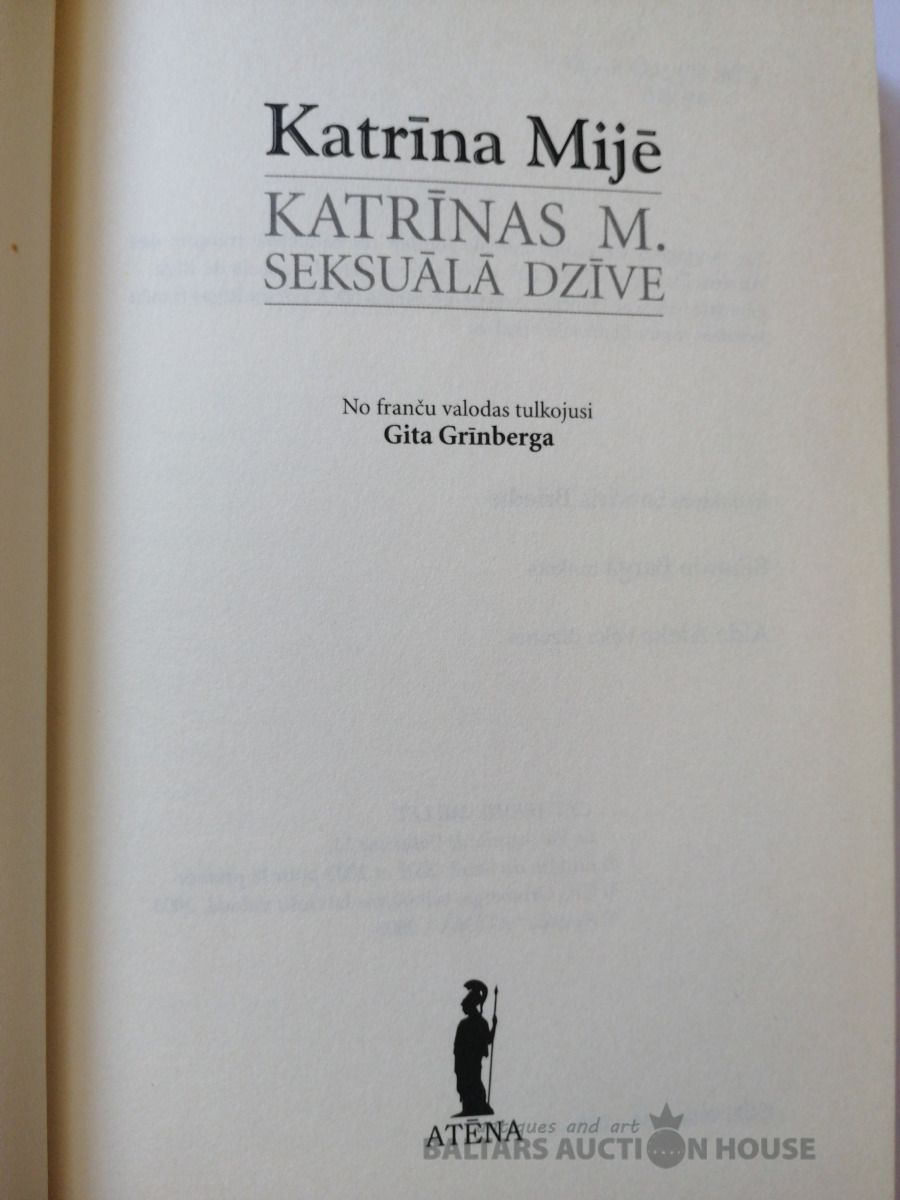 Katrīna Mijē
KATRĪNAS M.
SEKSUĀLĀ DZĪVE
No franču valodas tulkojusi
Gita Grīnberga
ATĒNA
antiques and art
BALTARS AUCTION HOUSE